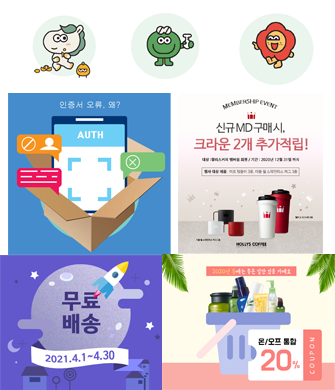 인증서 오류, 왜?
AUTH
MEMBERSHIP EVENT
신규MD구매시,
크라운 2개 추가적립!
HOLLYS COFFEE
무료
배송
2021.4.1~4.30
온/오프 통합
20%
COUPON